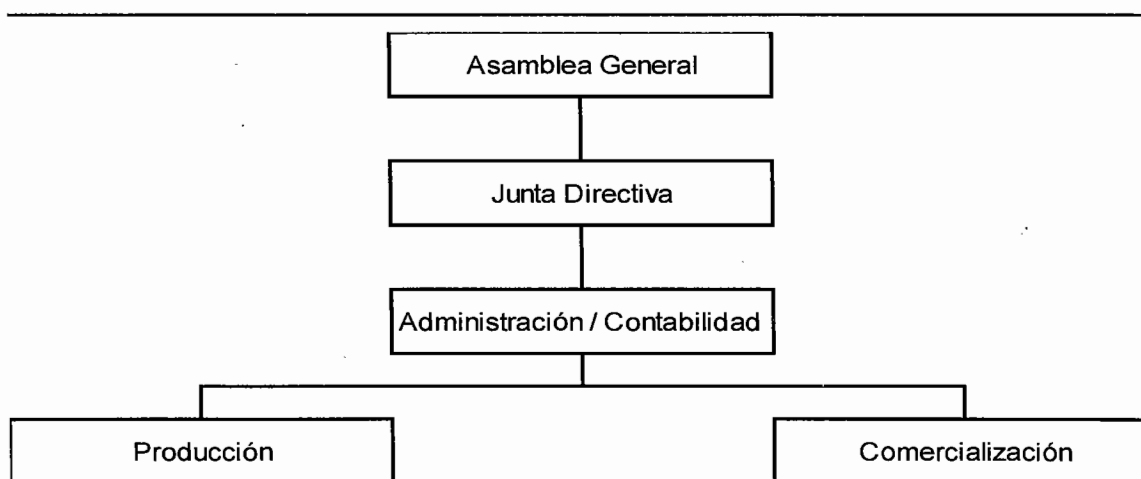 Asamblea General
Junta Directiva
Administración / Contabilidad
Producción
Comercialización